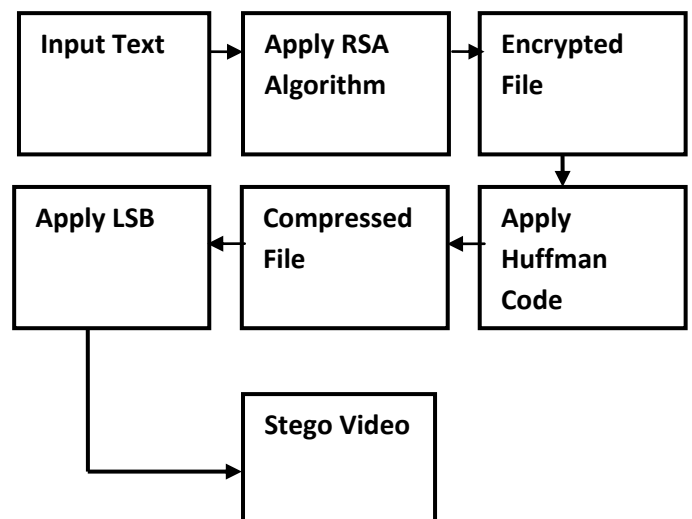 Input Text
Apply RSA
Algorithm
Encrypted
File
Apply LSB
Compressed
File
Apply
Huffman
Code
Stego Video